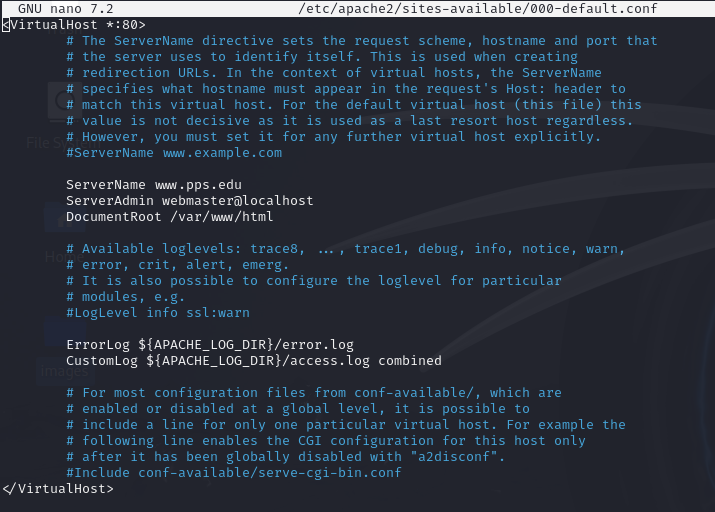 GNU nano 7.2 /etc/apache2/sites-available/000-default.conf
<VirtualHost *:80>
# The ServerName directive sets the request scheme, hostname and port that
# the server uses to identify itself. This is used when creating
# redirection URLs. In the context of virtual hosts, the ServerName
# specifies what hostname must appear in the request's Host: header to
# match this virtual host. For the default virtual host (this file) this
# value is not decisive as it is used as a last resort host regardless.
# However, you must set it for any further virtual host explicitly.
#ServerName www.example.com
ServerName www.pps.edu
ServerAdmin webmaster@localhost
DocumentRoot /var/www/html
# Available loglevels: trace8, ..., trace1, debug, info, notice, warn,
# error, crit, alert, emerg.
# It is also possible to configure the loglevel for particular
# modules, e.g.
#LogLevel info ssl:warn
ErrorLog ${APACHE_LOG_DIR}/error.log
CustomLog ${APACHE_LOG_DIR}/access.log combined
# For most configuration files from conf-available/, which are
# enabled or disabled at a global level, it is possible to
# include a line for only one particular virtual host. For example the
# following line enables the CGI configuration for this host only
# after it has been globally disabled with "a2disconf".
#Include conf-available/serve-cgi-bin.conf
</VirtualHost>
File
Home
images